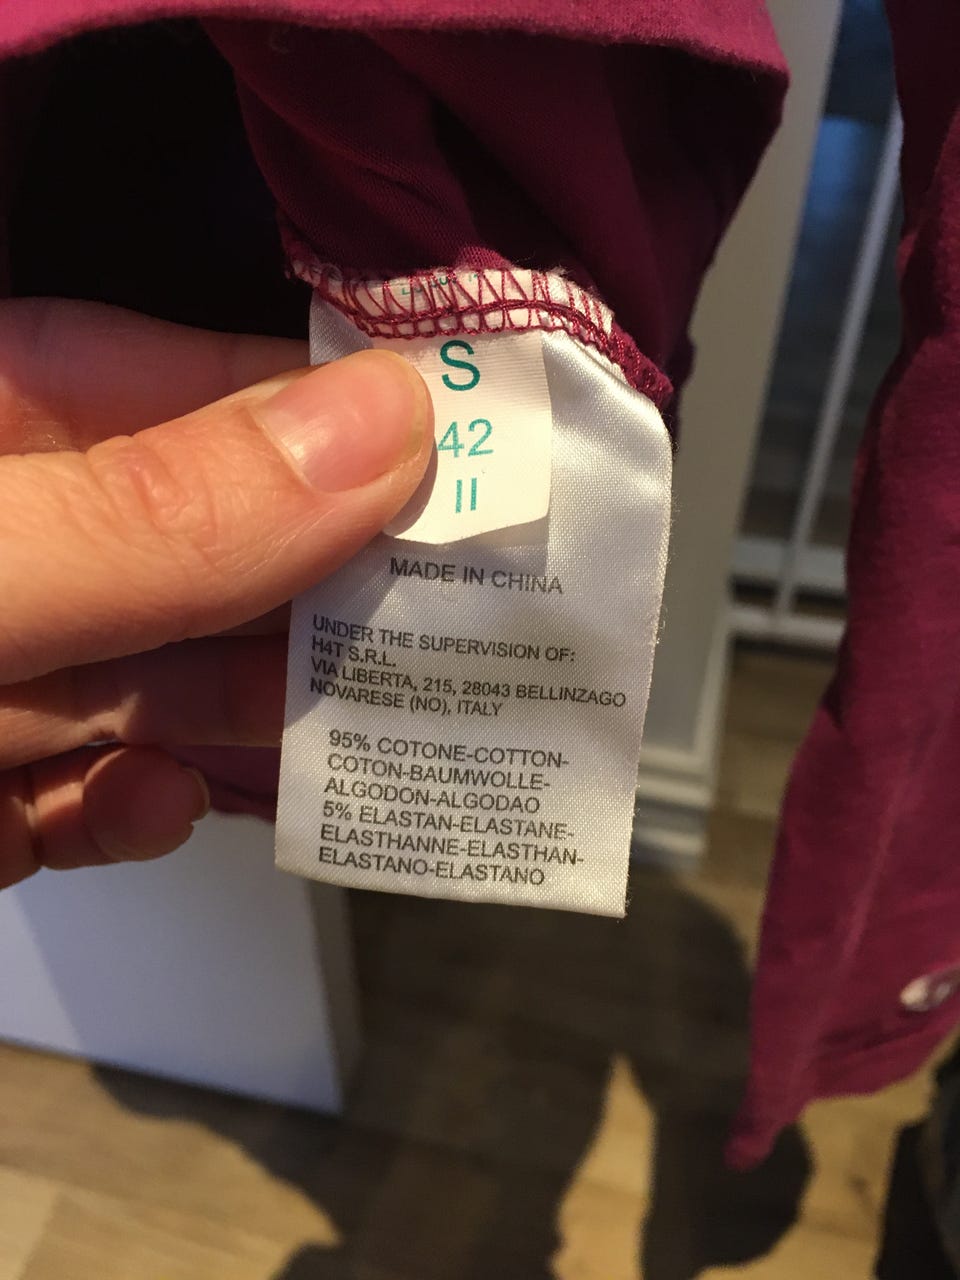 S
42
II
MADE IN CHINA
UNDER THE SUPERVISION OF:
H4T S.R.L.
VIA LIBERTA, 215, 28043 BELLINZAGO
NOVARESE (NO), ITALY
95% COTONE-COTTON-
COTON-BAUMWOLLE-
ALGODON-ALGODAO
5% ELASTAN-ELASTANE-
ELASTHANNE-ELASTHAN-
ELASTANO-ELASTANO